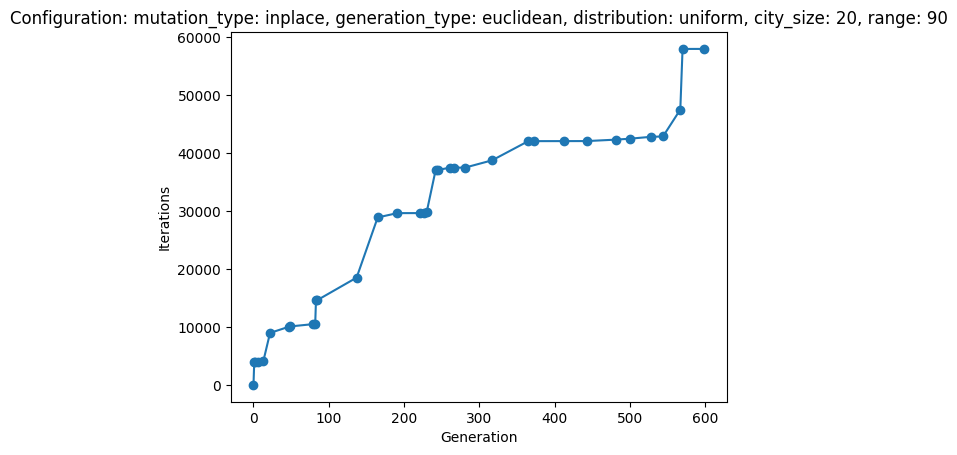 Configuration: mutation_type: inplace, generation_type: euclidean, distribution: uniform, city_size: 20, range: 90
60000
50000
40000
30000
20000
10000
0
Iterations
0 100 200 300 400 500 600
Generation